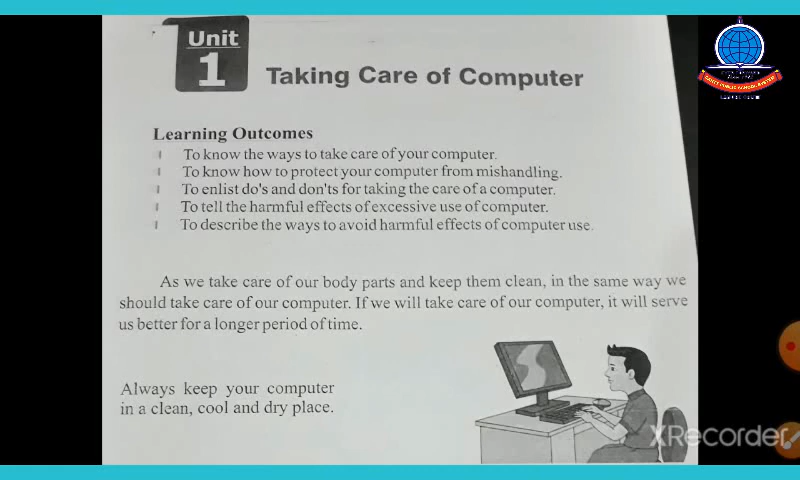 Unit
1
Taking Care of Computer
Learning Outcomes
To know the ways to take care of your computer.
To know how to protect your computer from mishandling.
To enlist do's and don'ts for taking the care of a computer.
To tell the harmful effects of excessive use of computer.
To describe the ways to avoid harmful effects of computer use.
As we take care of our body parts and keep them clean, in the same way we
should take care of our computer. If we will take care of our computer, it will serve
us better for a longer period of time.
Always keep your computer
in a clean, cool and dry place.
XRecorder